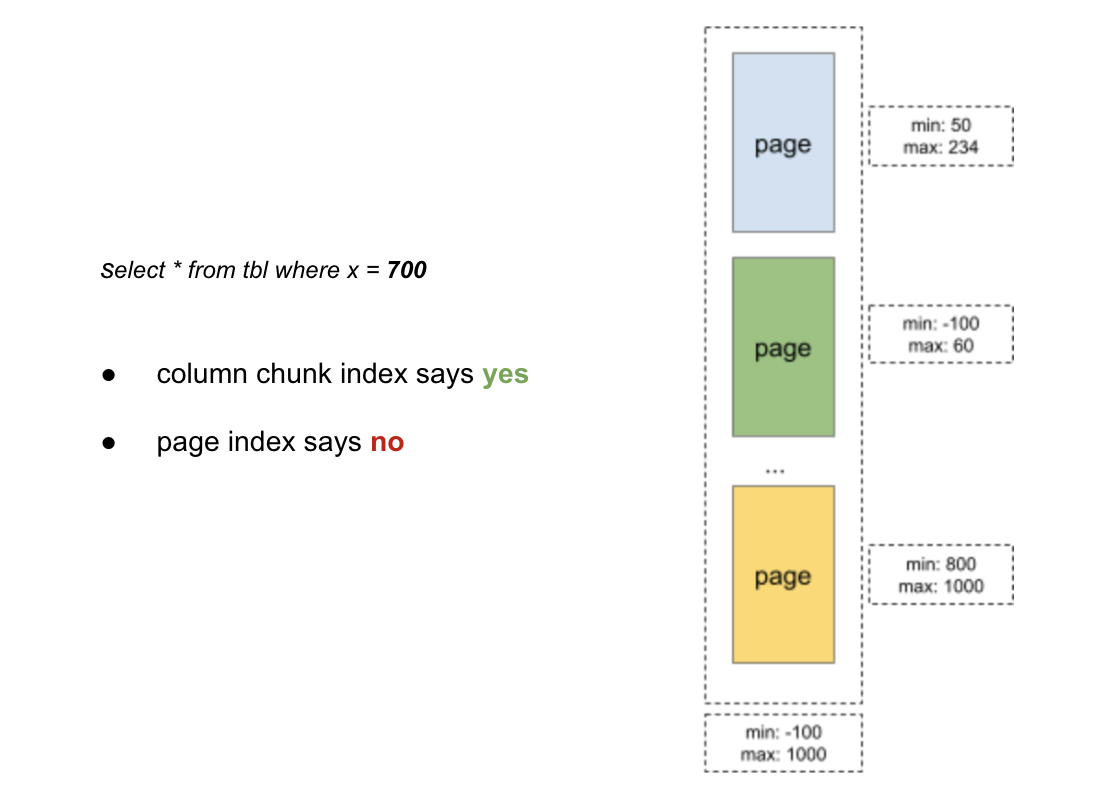 select * from tbl where x = 700
● column chunk index says yes
● page index says no
page
min: 50
max: 234
page
min: -100
max: 60
...
page
min: 800
max: 1000
min: -100
max: 1000